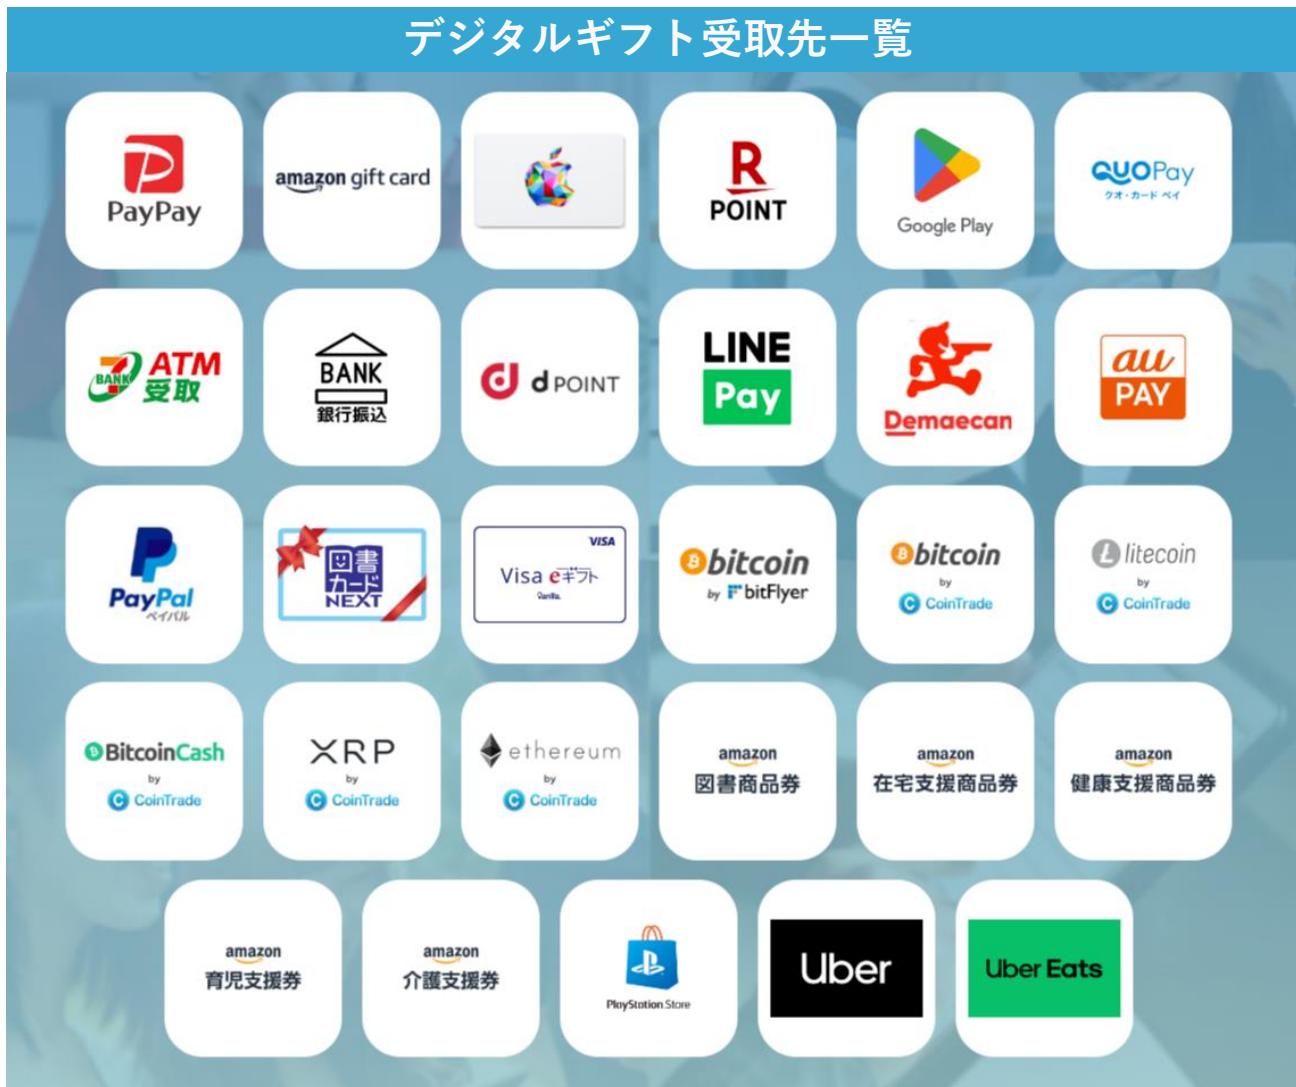 デジタルギフト受取先一覧
PayPay
amazon gift card
R
POINT
Google Play
QUOPay
クオ・カード ペイ
7
BANK
ATM
受取
BANK
銀行振込
d POINT
LINE
Pay
Demaecan
au
PAY
PayPal
ペイパル
図書
カード
NEXT
VISA
Visa eギフト
Vanilla.
bitcoin
by bitFlyer
bitcoin
by
CoinTrade
litecoin
by
CoinTrade
BitcoinCash
by
CoinTrade
XRP
by
CoinTrade
ethereum
by
CoinTrade
amazon
図書商品券
amazon
在宅支援商品券
amazon
健康支援商品券
amazon
育児支援券
amazon
介護支援券
PlayStation Store
Uber
Uber Eats